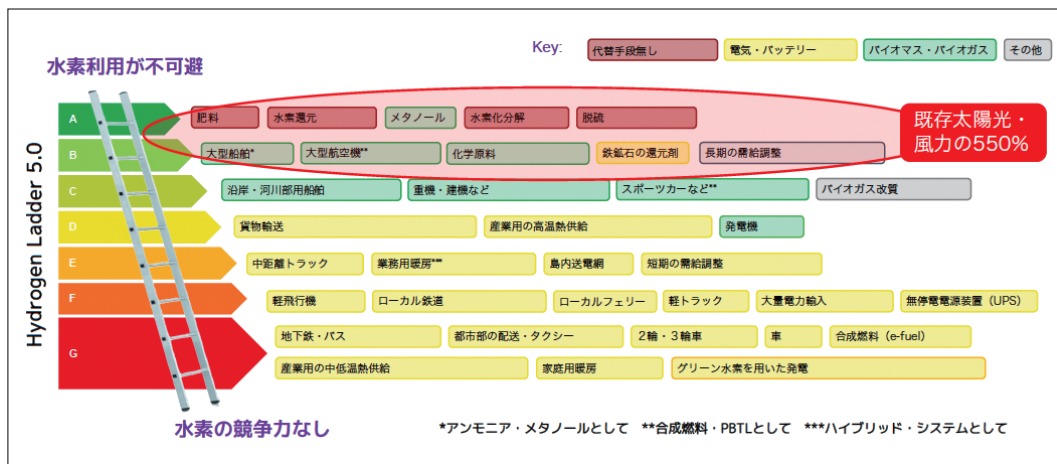 Key: 代替手段無し 電気・バッテリー バイオマス・バイオガス その他
水素利用が不可避
Hydrogen Ladder 5.0
A 肥料 水素還元 メタノール 水素化分解 脱硫
既存太陽光・
風力の550%
B 大型船舶* 大型航空機** 化学原料 鉄鉱石の還元剤 長期の需給調整
C 沿岸・河川部用船舶 重機・建機など スポーツカーなど** バイオガス改質
D 貨物輸送 産業用の高温熱供給 発電機
E 中距離トラック 業務用暖房*** 島内送電網 短期の需給調整
F 軽飛行機 ローカル鉄道 ローカルフェリー 軽トラック 大量電力輸入 無停電電源装置（UPS）
G 地下鉄・バス 都市部の配送・タクシー 2輪・3輪車 車 合成燃料（e-fuel）
産業用の中低温熱供給 家庭用暖房 グリーン水素を用いた発電
水素の競争力なし
*アンモニア・メタノールとして **合成燃料・PBTLとして ***ハイブリッド・システムとして